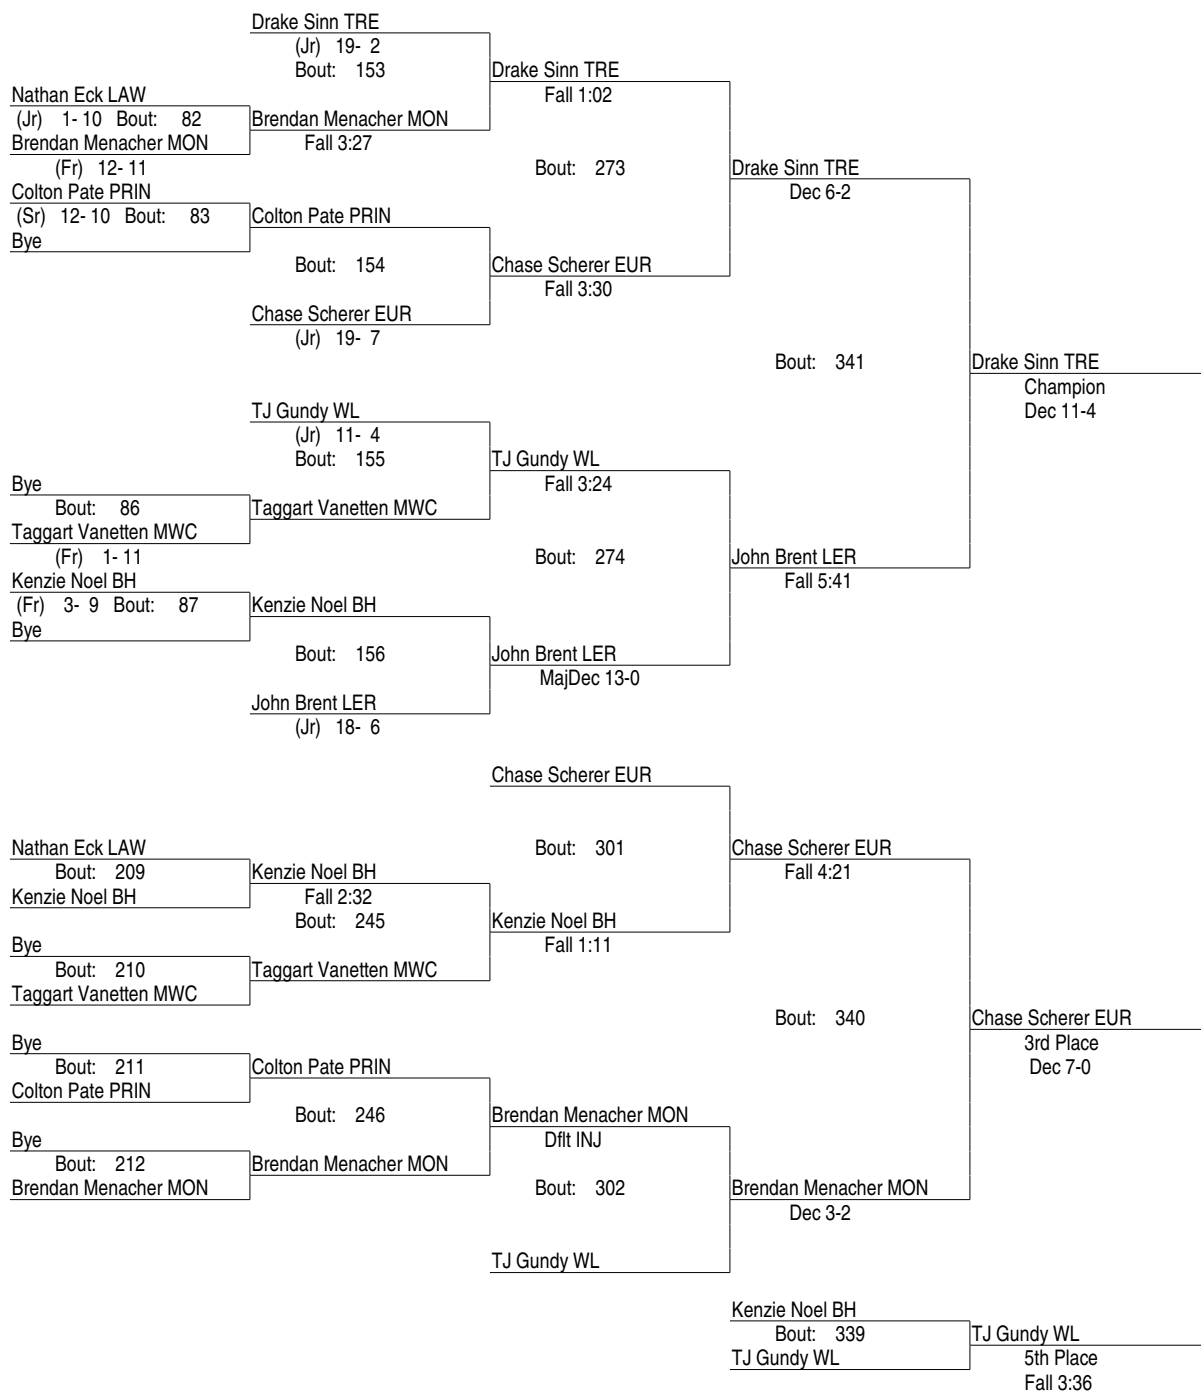 Drake Sinn TRE
(Jr) 19- 2
Bout: 153
Drake Sinn TRE
Nathan Eck LAW
Fall 1:02
(Jr) 1- 10 Bout: 82
Brendan Menacher MON
Brendan Menacher MON
Fall 3:27
(Fr) 12- 11
Bout: 273
Drake Sinn TRE
Colton Pate PRIN
Dec 6-2
(Sr) 12- 10 Bout: 83
Colton Pate PRIN
Bye
Bout: 154
Chase Scherer EUR
Fall 3:30
Chase Scherer EUR
(Jr) 19- 7
Bout: 341
Drake Sinn TRE
Champion
Dec 11-4
TJ Gundy WL
(Jr) 11- 4
Bout: 155
TJ Gundy WL
Bye
Fall 3:24
Bout: 86
Taggart Vanetten MWC
Taggart Vanetten MWC
(Fr) 1- 11
Bout: 274
John Brent LER
Kenzie Noel BH
Fall 5:41
(Fr) 3- 9 Bout: 87
Kenzie Noel BH
Bye
Bout: 156
John Brent LER
MajDec 13-0
John Brent LER
(Jr) 18- 6
Chase Scherer EUR
Nathan Eck LAW
Bout: 301
Chase Scherer EUR
Bout: 209
Kenzie Noel BH
Fall 4:21
Kenzie Noel BH
Fall 2:32
Bout: 245
Kenzie Noel BH
Bye
Fall 1:11
Bout: 210
Taggart Vanetten MWC
Taggart Vanetten MWC
Bout: 340
Chase Scherer EUR
Bye
3rd Place
Bout: 211
Colton Pate PRIN
Dec 7-0
Colton Pate PRIN
Bout: 246
Brendan Menacher MON
Bye
Dflt INJ
Bout: 212
Brendan Menacher MON
Brendan Menacher MON
Bout: 302
Brendan Menacher MON
Dec 3-2
TJ Gundy WL
Kenzie Noel BH
Bout: 339
TJ Gundy WL
TJ Gundy WL
5th Place
Fall 3:36